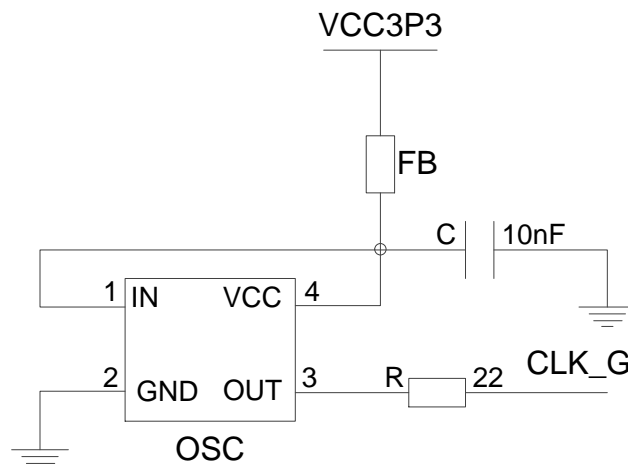 VCC3P3
FB
C 10nF
1 IN VCC 4
2 GND OUT 3 R 22 CLK_G
OSC